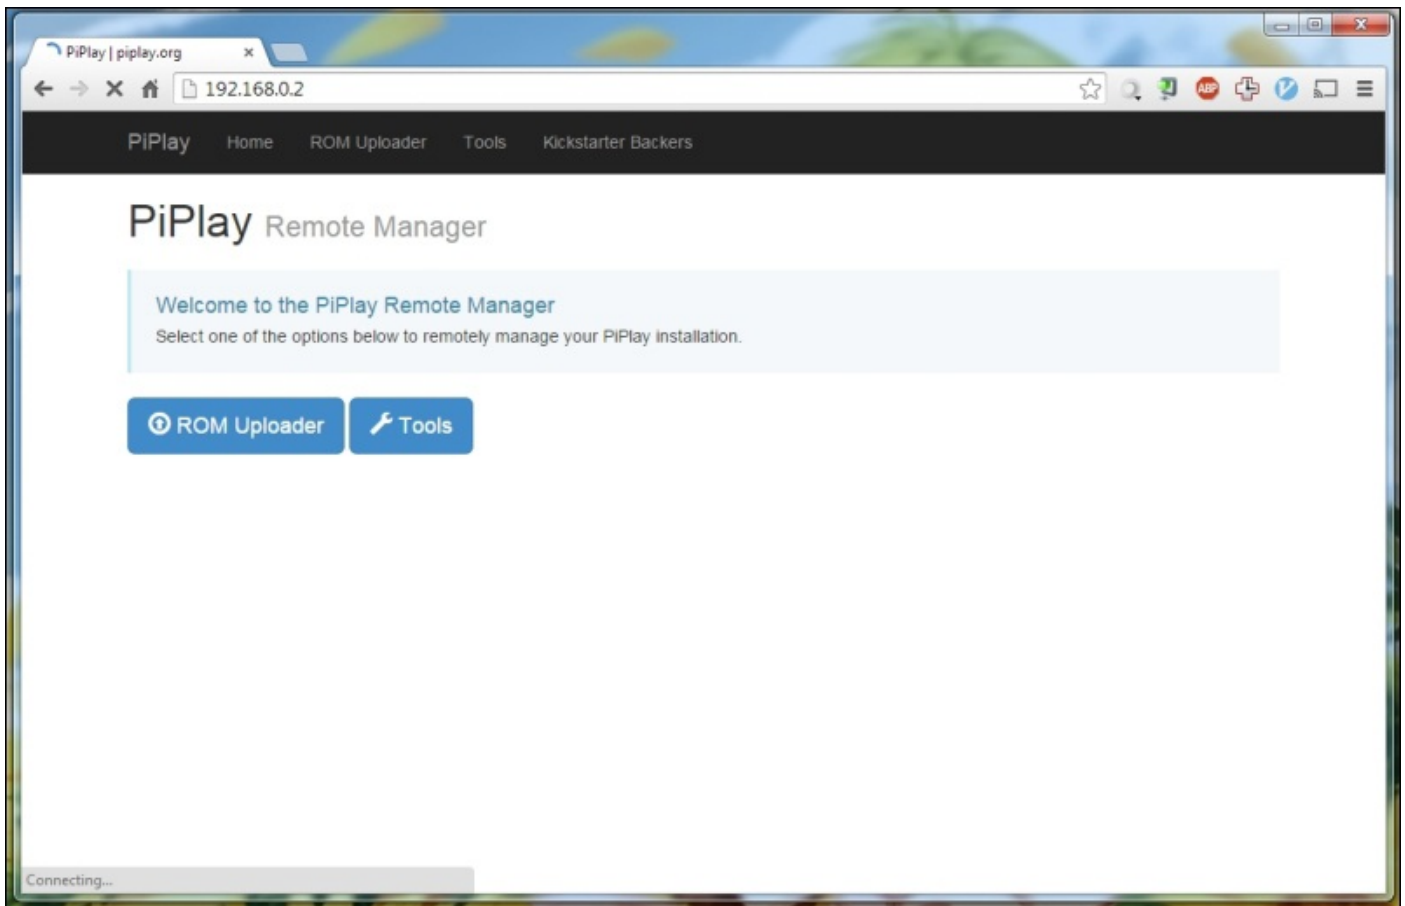 PiPlay | piplay.org
192.168.0.2
ABP
PiPlay Home ROM Uploader Tools Kickstarter Backers
PiPlay Remote Manager
Welcome to the PiPlay Remote Manager
Select one of the options below to remotely manage your PiPlay installation.
ROM Uploader Tools
Connecting...